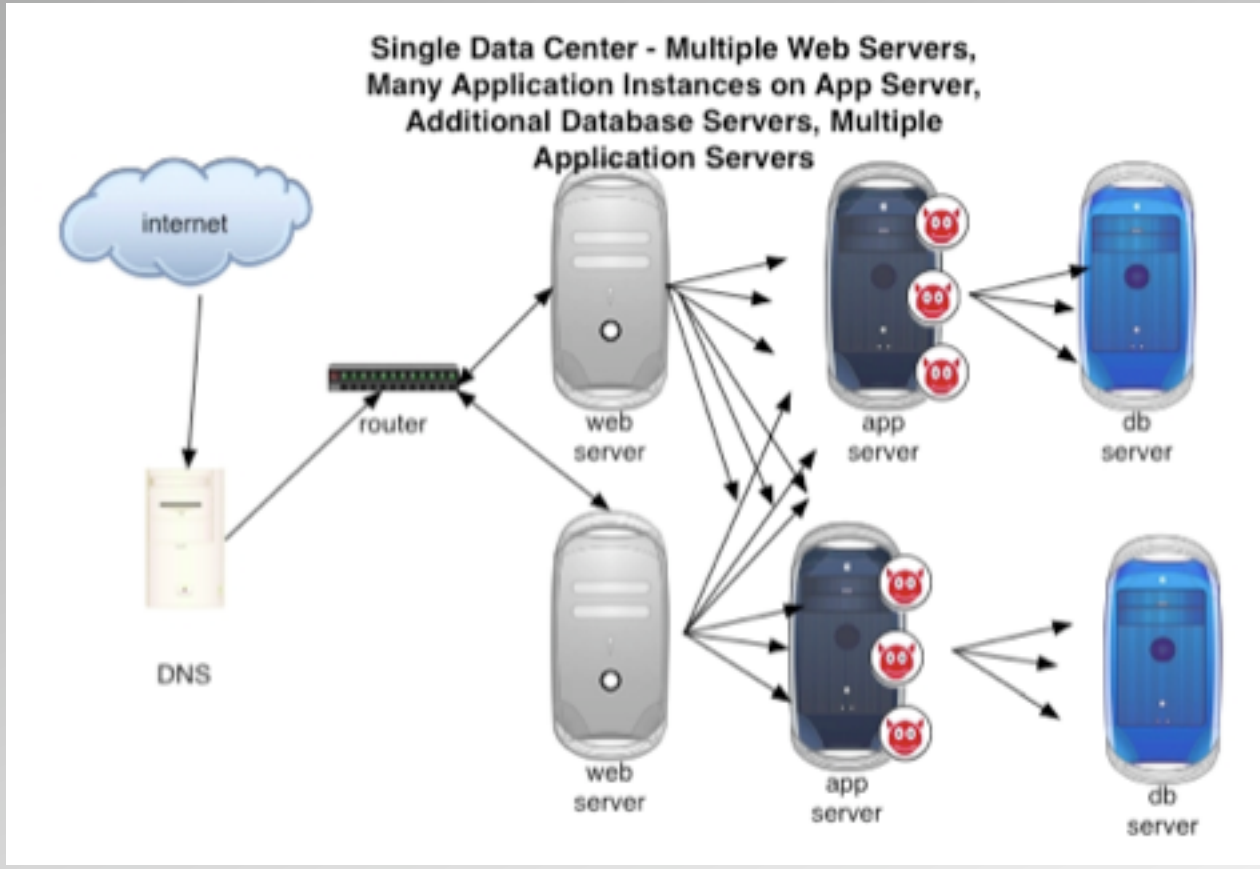 Single Data Center - Multiple Web Servers,
Many Application Instances on App Server,
Additional Database Servers, Multiple
Application Servers
internet
router
DNS
web
server
app
server
db
server
web
server
app
server
db
server